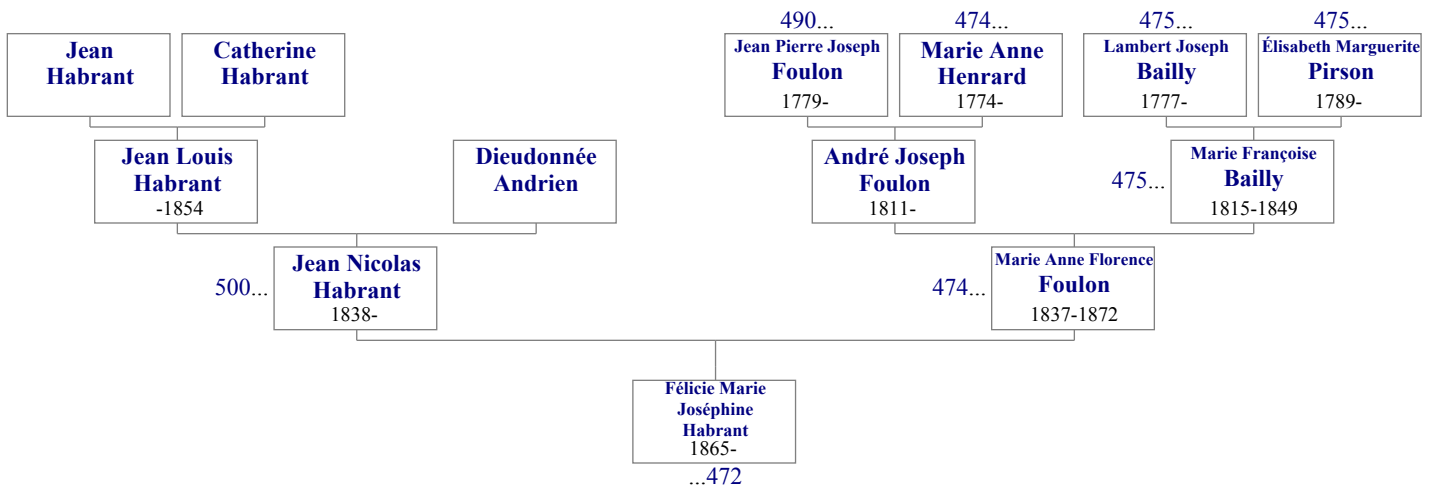 490...
474...
475...
475...
Jean
Habrant
Catherine
Habrant
Jean Pierre Joseph
Foulon
1779-
Marie Anne
Henrard
1774-
Lambert Joseph
Bailly
1777-
Élisabeth Marguerite
Pirson
1789-
Jean Louis
Habrant
-1854
Dieudonnée
Andrien
André Joseph
Foulon
1811-
475...
Marie Françoise
Bailly
1815-1849
500...
Jean Nicolas
Habrant
1838-
474...
Marie Anne Florence
Foulon
1837-1872
Félicie Marie
Joséphine
Habrant
1865-
...472